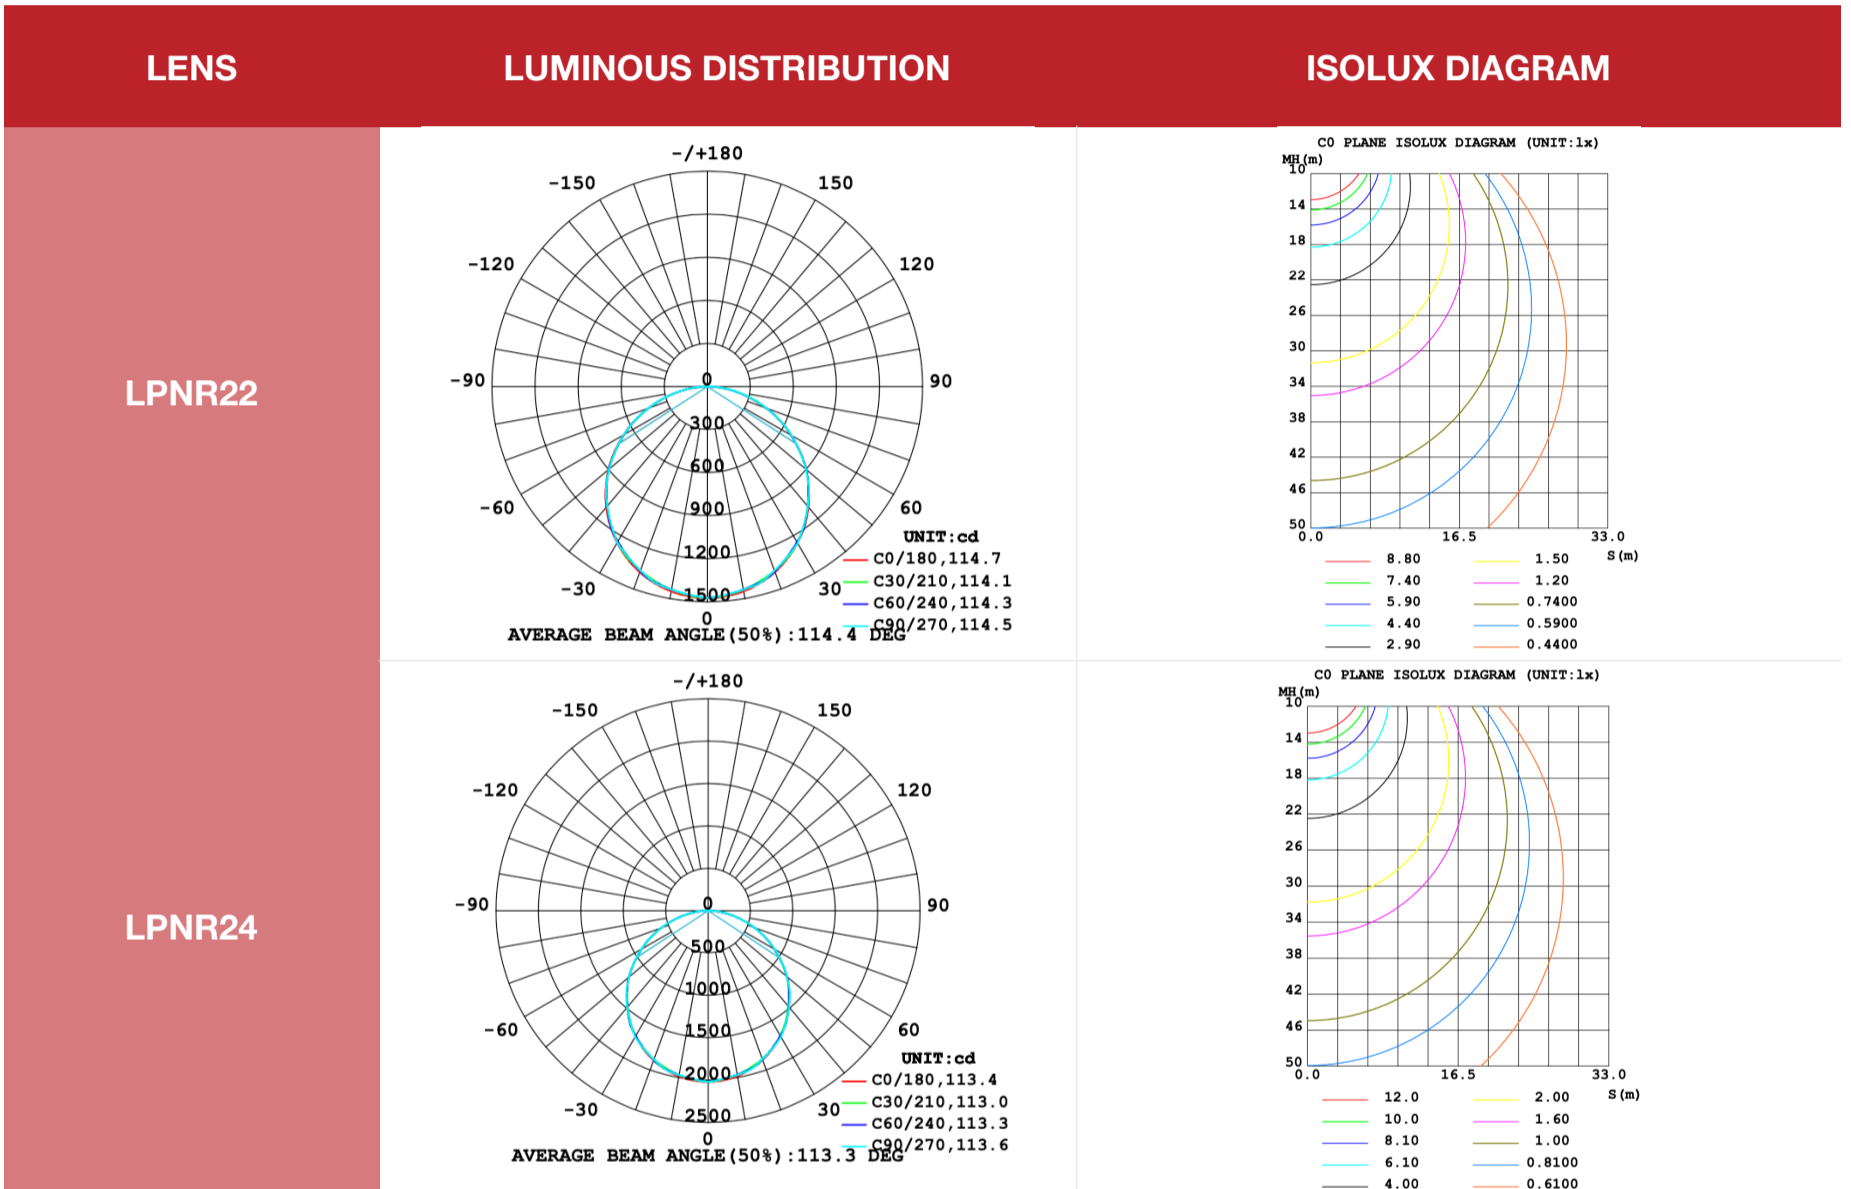 LENS
LUMINOUS DISTRIBUTION
ISOLUX DIAGRAM
LPNR22
-/+180
-150
150
-120
120
-90
0
90
300
600
-60
900
60
1200
-30
1500
30
0
UNIT:cd
C0/180,114.7
C30/210,114.1
C60/240,114.3
C90/270,114.5
AVERAGE BEAM ANGLE(50%):114.4 DEG
C0 PLANE ISOLUX DIAGRAM (UNIT:lx)
MH(m)
10
14
18
22
26
30
34
38
42
46
50
0.0 16.5 33.0
S(m)
8.80 1.50
7.40 1.20
5.90 0.7400
4.40 0.5900
2.90 0.4400
LPNR24
-/+180
-150
150
-120
120
-90
0
90
500
1000
-60
1500
60
2000
-30
2500
30
0
UNIT:cd
C0/180,113.4
C30/210,113.0
C60/240,113.3
C90/270,113.6
AVERAGE BEAM ANGLE(50%):113.3 DEG
C0 PLANE ISOLUX DIAGRAM (UNIT:lx)
MH(m)
10
14
18
22
26
30
34
38
42
46
50
0.0 16.5 33.0
S(m)
12.0 2.00
10.0 1.60
8.10 1.00
6.10 0.8100
4.00 0.6100